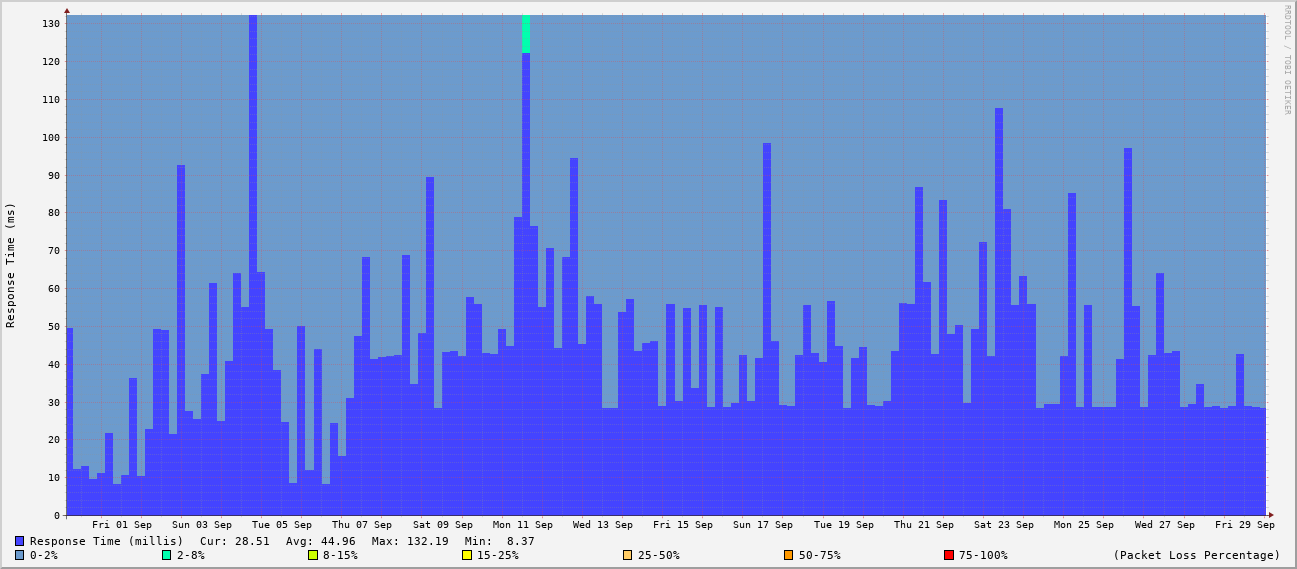 RRDTOOL / TOBI OETIKER
Response Time (ms)
130
120
110
100
90
80
70
60
50
40
30
20
10
0
Fri 01 Sep Sun 03 Sep Tue 05 Sep Thu 07 Sep Sat 09 Sep Mon 11 Sep Wed 13 Sep Fri 15 Sep Sun 17 Sep Tue 19 Sep Thu 21 Sep Sat 23 Sep Mon 25 Sep Wed 27 Sep Fri 29 Sep
Response Time (millis) Cur: 28.51 Avg: 44.96 Max: 132.19 Min: 8.37
0-2% 2-8% 8-15% 15-25% 25-50% 50-75% 75-100% (Packet Loss Percentage)